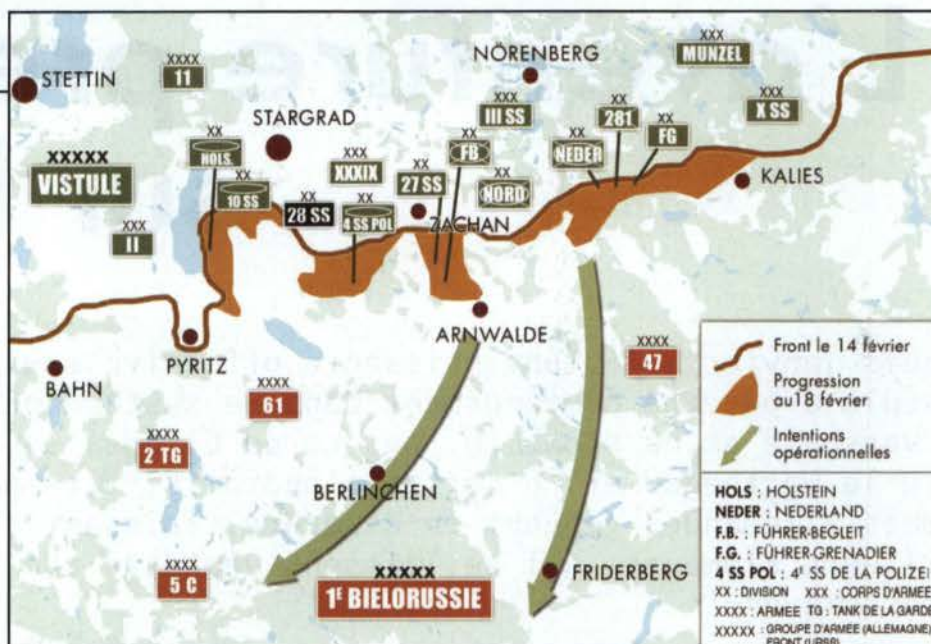 STETTIN
XXXX
11
NÖRENBERG
XXX
MUNZEL
XXX
X SS
STARGRAD
XX
HOLS.
XXX
III SS
XX
281
XX
FG
XXXXX
VISTULE
XXX
XXXIX
XX
FB
XX
NEDER
XX
10 SS
XX
27 SS
XX
NORD
KALIES
XX
28 SS
XX
4 SS POL
ZACHAN
XXX
II
ARNWALDE
PYRITZ
BAHN
XXXX
47
XXXX
61
XXXX
2 TG
BERLINCHEN
XXXX
5 C
XXXXX
1E BIELORUSSIE
FRIDERBERG
Front le 14 février
Progression
au18 février
Intentions
opérationnelles
HOLS : HOLSTEIN
NEDER : NEDERLAND
F.B. : FÜHRER-BEGLEIT
F.G. : FÜHRER-GRENADIER
4 SS POL : 4E SS DE LA POLIZEI
XX : DIVISION XXX : CORPS D'ARMEE
XXXX : ARMEE TG : TANK DE LA GARDE
XXXXX : GROUPE D'ARMEE (ALLEMAGNE)
FRONT (URSS)